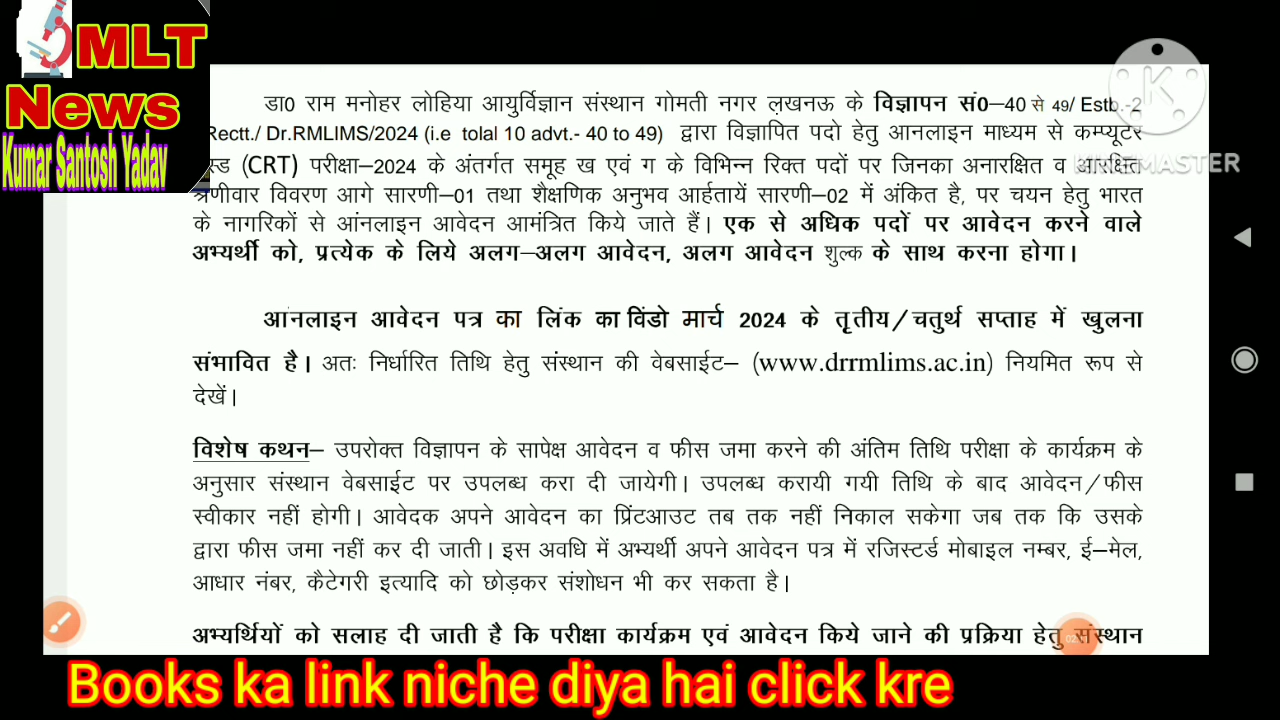 MLT
News
Kumar Santosh Yadav
डा0 राम मनोहर लोहिया आयुर्विज्ञान संस्थान गोमती नगर ल़खनऊ के विज्ञापन सं0–40 से 49/ Estb.-2
Rectt./ Dr.RMLIMS/2024 (i.e tolal 10 advt.- 40 to 49) द्वारा विज्ञापित पदो हेतु आनलाइन माध्यम से कम्प्यूटर
(CRT) परीक्षा–2024 के अंतर्गत समूह ख एवं ग के विभिन्न रिक्त पदों पर जिनका अनारक्षित व आरक्षित
श्रेणीवार विवरण आगे सारणी–01 तथा शैक्षणिक अनुभव आर्हतायें सारणी–02 में अंकित है, पर चयन हेतु भारत
के नागरिकों से आंनलाइन आवेदन आमंत्रित किये जाते हैं। एक से अधिक पदों पर आवेदन करने वाले
अभ्यर्थी को, प्रत्येक के लिये अलग–अलग आवेदन, अलग आवेदन शुल्क के साथ करना होगा।
आंनलाइन आवेदन पत्र का लिंक का विंडो मार्च 2024 के तृतीय/चतुर्थ सप्ताह में खुलना
संभावित है। अतः निर्धारित तिथि हेतु संस्थान की वेबसाईट– (www.drrmlims.ac.in) नियमित रूप से
देखें।
विशेष कथन– उपरोक्त विज्ञापन के सापेक्ष आवेदन व फीस जमा करने की अंतिम तिथि परीक्षा के कार्यक्रम के
अनुसार संस्थान वेबसाईट पर उपलब्ध करा दी जायेगी। उपलब्ध करायी गयी तिथि के बाद आवेदन/फीस
स्वीकार नहीं होगी। आवेदक अपने आवेदन का प्रिंटआउट तब तक नहीं निकाल सकेगा जब तक कि उसके
द्वारा फीस जमा नहीं कर दी जाती। इस अवधि में अभ्यर्थी अपने आवेदन पत्र में रजिस्टर्ड मोबाइल नम्बर, ई–मेल,
आधार नंबर, कैटेगरी इत्यादि को छोड़कर संशोधन भी कर सकता है।
अभ्यर्थियों को सलाह दी जाती है कि परीक्षा कार्यक्रम एवं आवेदन किये जाने की प्रक्रिया हेतु संस्थान
Books ka link niche diya hai click kre
KINEMASTER